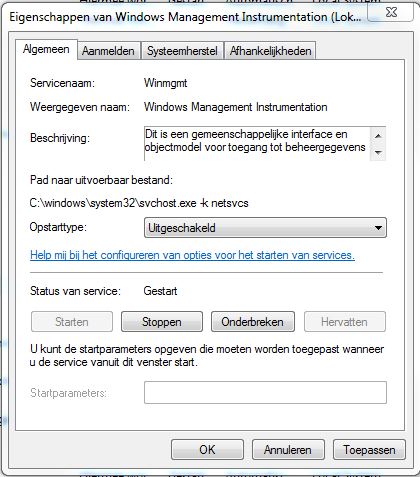 Eigenschappen van Windows Management Instrumentation (Lok...
Algemeen Aanmelden Systeemherstel Afhankelijkheden
Servicenaam: Winmgmt
Weergegeven naam: Windows Management Instrumentation
Beschrijving: Dit is een gemeenschappelijke interface en
objectmodel voor toegang tot beheergegevens
Pad naar uitvoerbaar bestand:
C:\windows\system32\svchost.exe -k netsvcs
Opstarttype: Uitgeschakeld
Help mij bij het configureren van opties voor het starten van services.
Status van service: Gestart
Starten Stoppen Onderbreken Hervatten
U kunt de startparameters opgeven die moeten worden toegepast wanneer
u de service vanuit dit venster start.
Startparameters:
OK Annuleren Toepassen